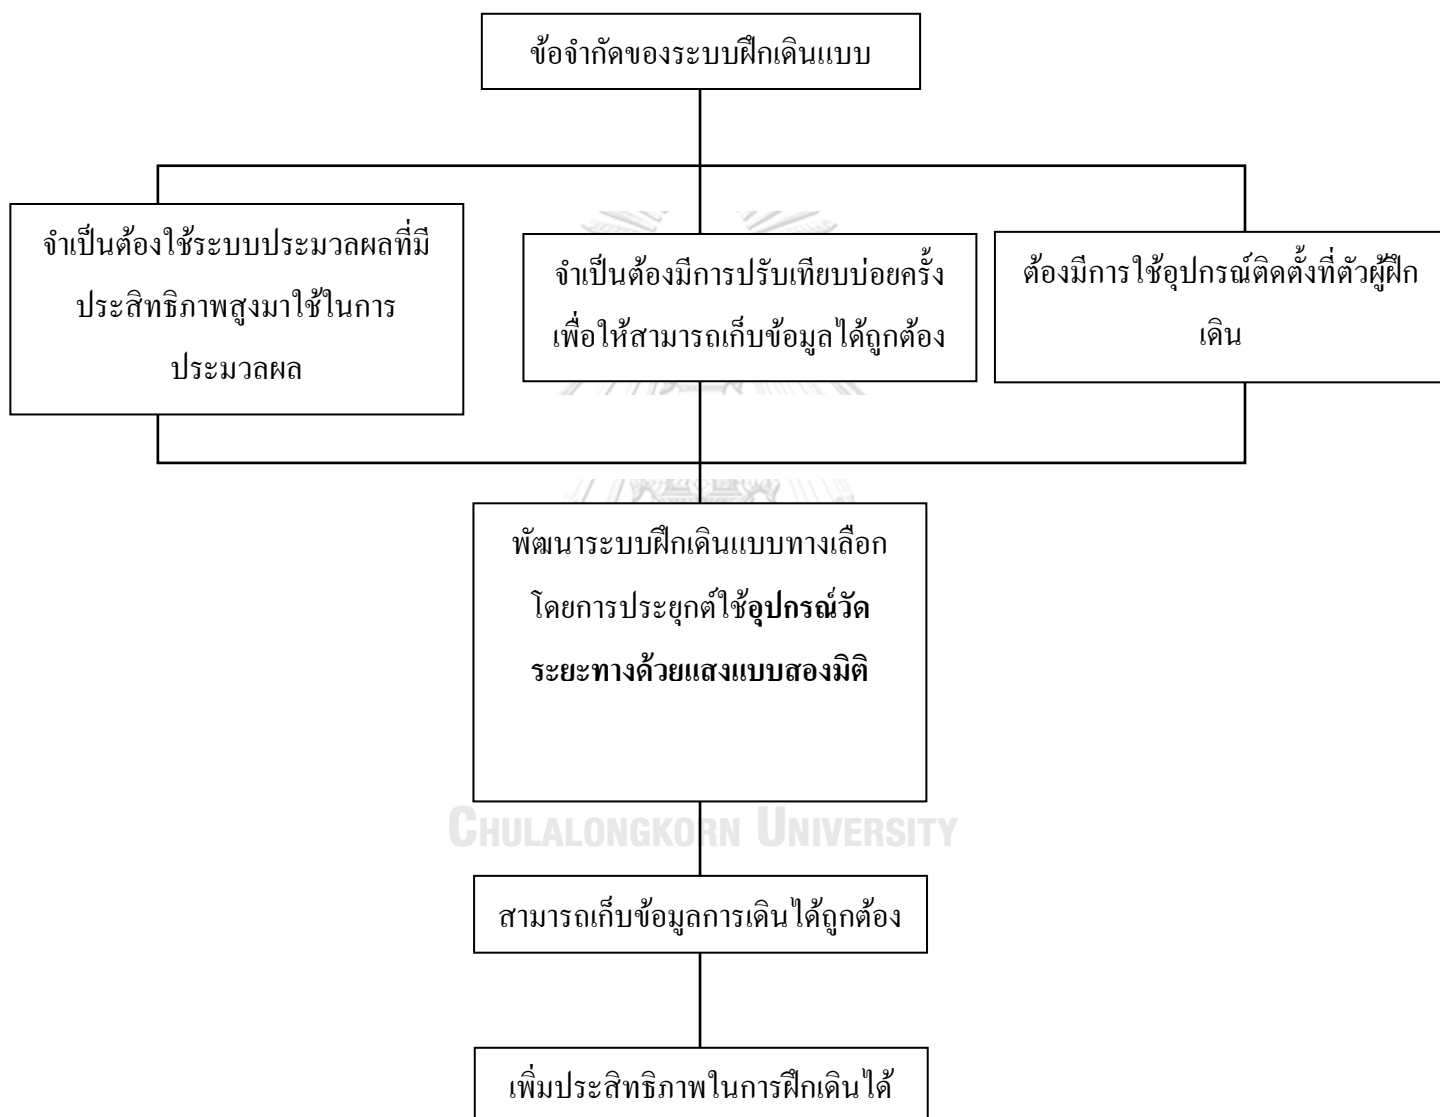 ข้อจำกัดของระบบฝึกเดินแบบ
จำเป็นต้องใช้ระบบประมวลผลที่มี
ประสิทธิภาพสูงมาใช้ในการ
ประมวลผล
จำเป็นต้องมีการปรับเทียบบ่อยครั้ง
เพื่อให้สามารถเก็บข้อมูลได้ถูกต้อง
ต้องมีการใช้อุปกรณ์ติดตั้งที่ตัวผู้ฝึก
เดิน
พัฒนาระบบฝึกเดินแบบทางเลือก
โดยการประยุกต์ใช้อุปกรณ์วัด
ระยะทางด้วยแสงแบบสองมิติ
CHULALONGKORN UNIVERSITY
สามารถเก็บข้อมูลการเดินได้ถูกต้อง
เพิ่มประสิทธิภาพในการฝึกเดินได้